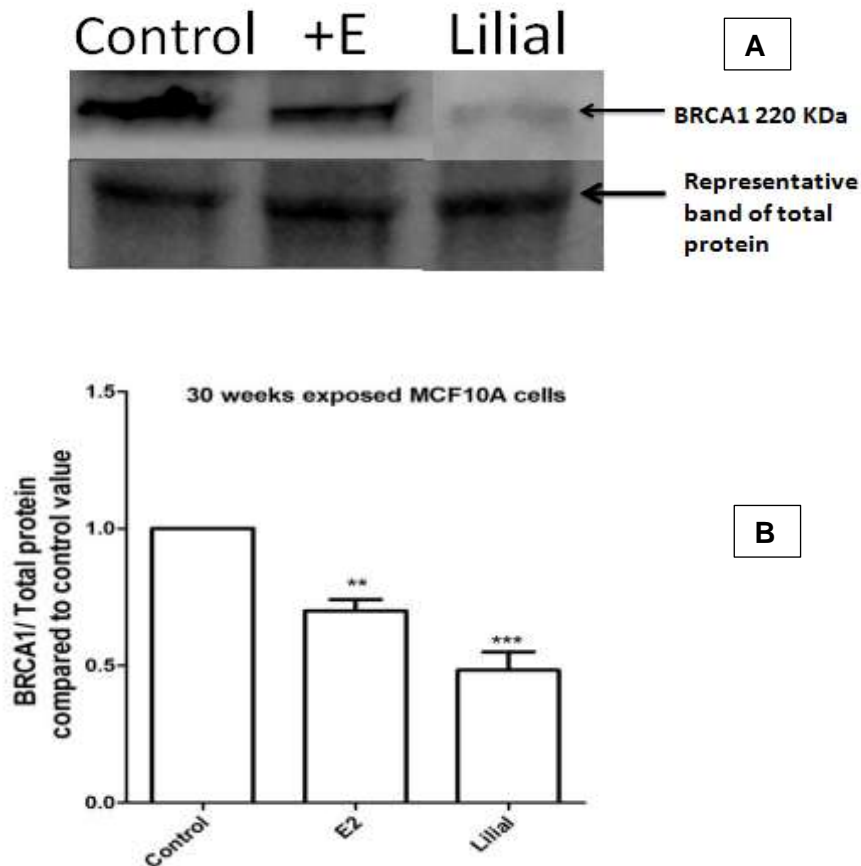 Control +E Lilial
A
BRCA1 220 KDa
Representative
band of total
protein
30 weeks exposed MCF10A cells
BRCA1/ Total protein
compared to control value
1.5
1.0
0.5
0.0
**
***
Control
E2
Lilial
B